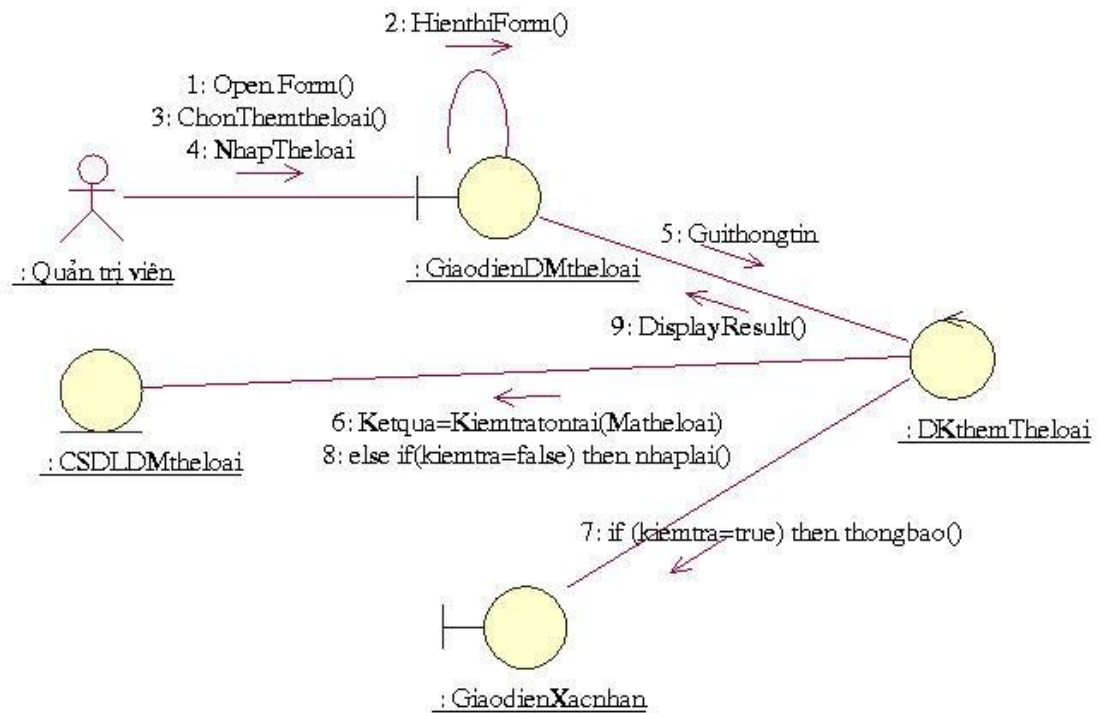 2: HienthiForm()
1: Open Form()
3: ChonThemtheloai()
4: NhapTheloai
: Quản trị viên
: GiaodienDMtheloai
5: Guithongtin
9: DisplayResult()
: DKthemTheloai
6: Ketqua=Kiemtratontai(Matheloai)
8: else if(kiemtra=false) then nhaplai()
: CSDLDMtheloai
7: if (kiemtra=true) then thongbao()
: GiaodienXacnhan